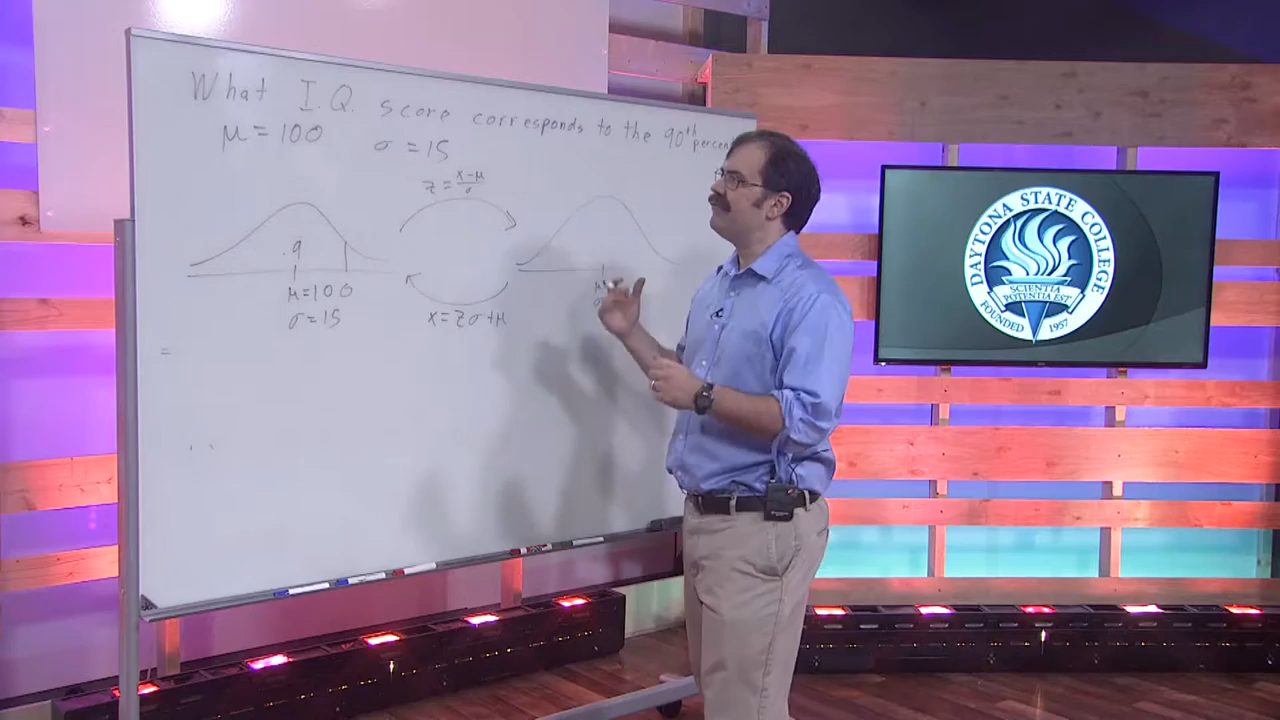 What I.Q. score corresponds to the 90th percen
μ = 100 σ = 15
z = x-μ/σ
.9
μ = 100
σ = 15
x = zσ + μ
μ
DAYTONA STATE COLLEGE
SCIENTIA
POTENTIA EST
FOUNDED 1957